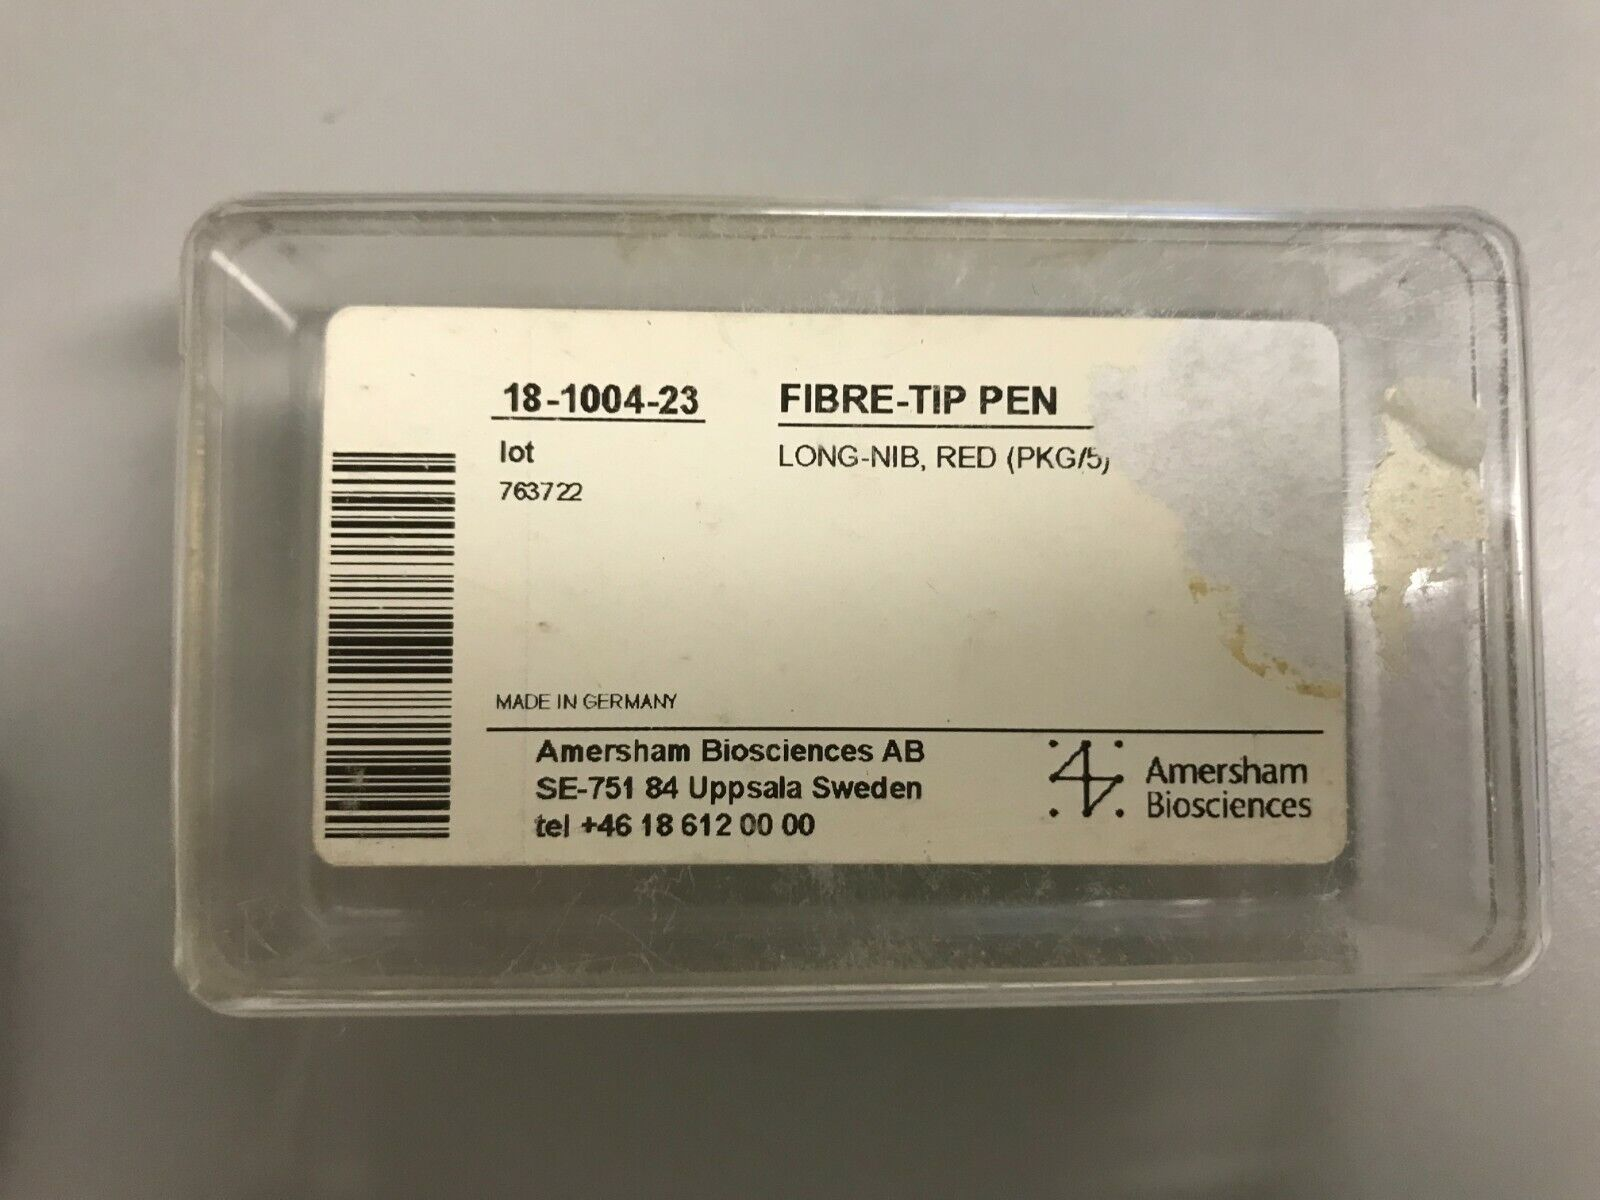 18-1004-23
FIBRE-TIP PEN
lot
LONG-NIB, RED (PKG/5)
763722
MADE IN GERMANY
Amersham Biosciences AB
SE-751 84 Uppsala Sweden
tel +46 18 612 00 00
Amersham
Biosciences